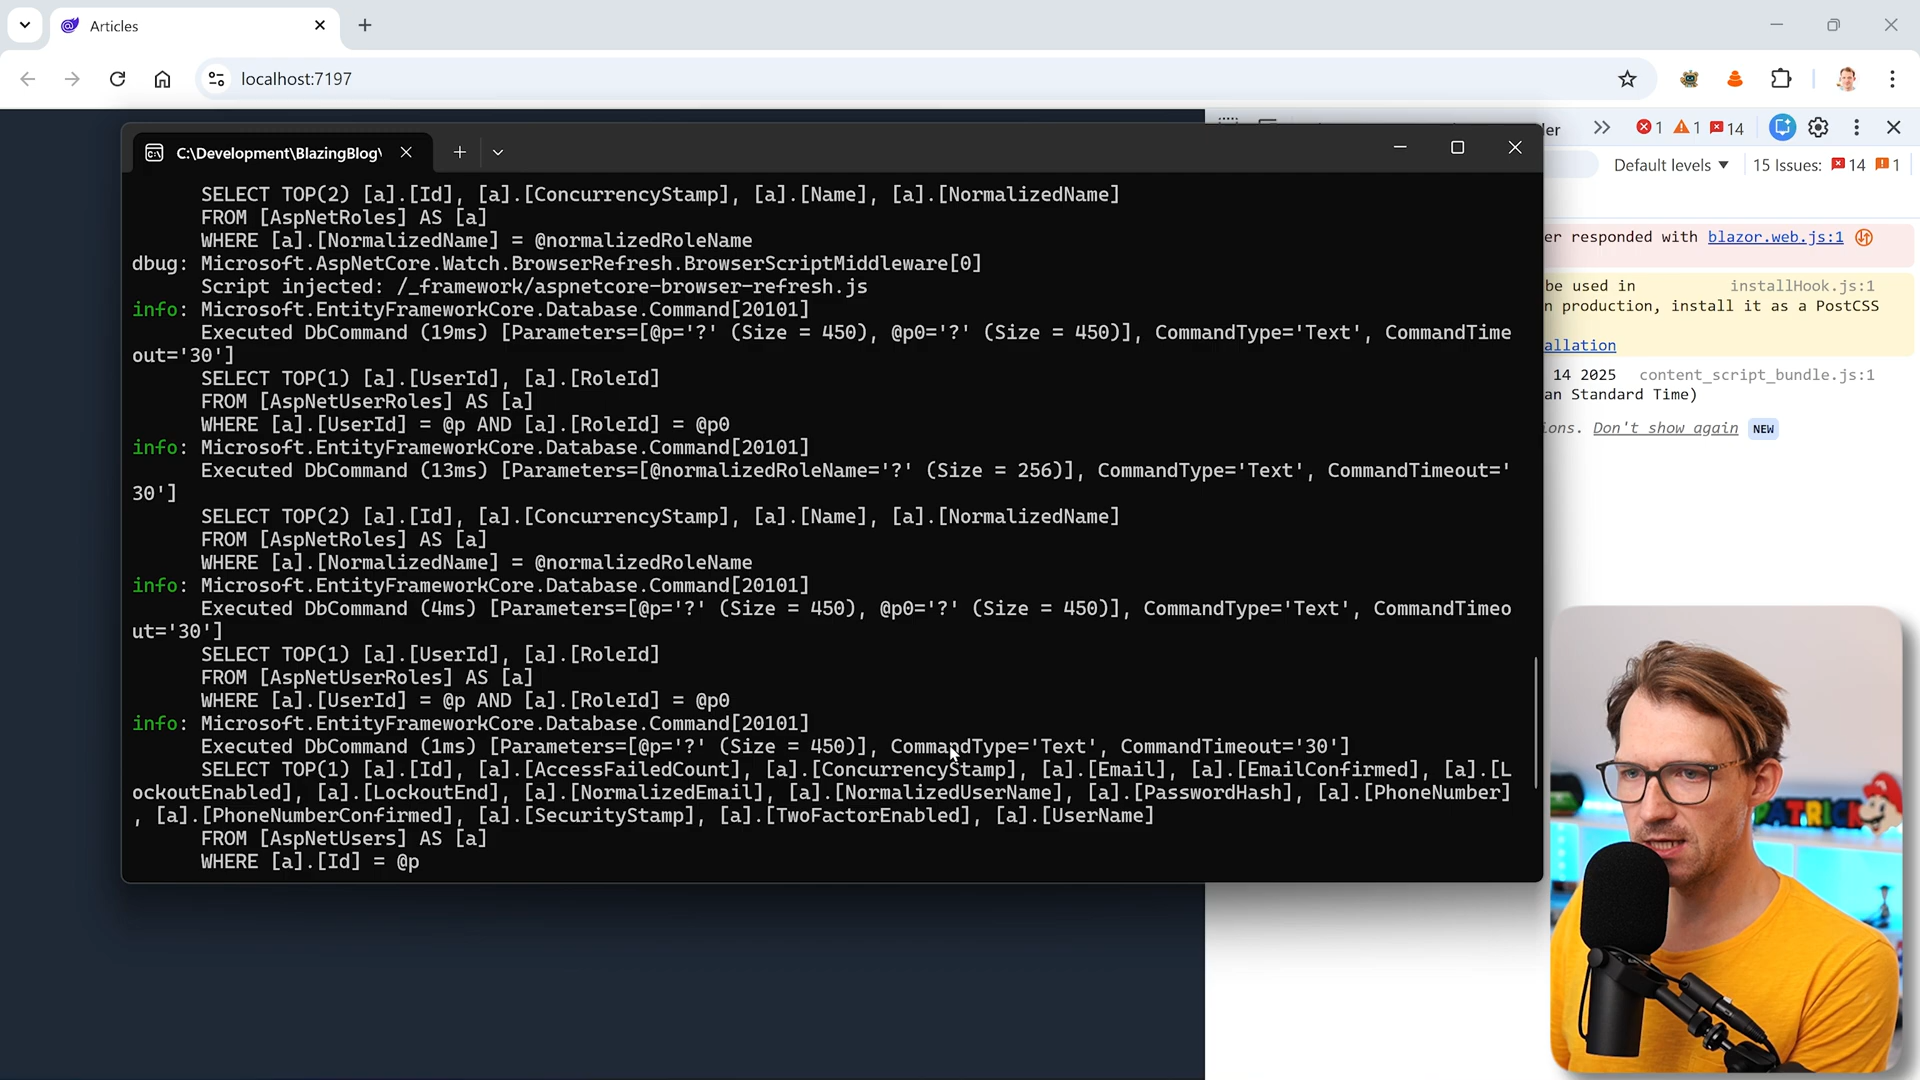 Articles
localhost:7197
C:\Development\BlazingBlog\
er
1
1
14
Default levels
15 Issues:
14
1
SELECT TOP(2) [a].[Id], [a].[ConcurrencyStamp], [a].[Name], [a].[NormalizedName]
FROM [AspNetRoles] AS [a]
WHERE [a].[NormalizedName] = @normalizedRoleName
dbug: Microsoft.AspNetCore.Watch.BrowserRefresh.BrowserScriptMiddleware[0]
Script injected: /_framework/aspnetcore-browser-refresh.js
info: Microsoft.EntityFrameworkCore.Database.Command[20101]
Executed DbCommand (19ms) [Parameters=[@p='?' (Size = 450), @p0='?' (Size = 450)], CommandType='Text', CommandTime
out='30']
SELECT TOP(1) [a].[UserId], [a].[RoleId]
FROM [AspNetUserRoles] AS [a]
WHERE [a].[UserId] = @p AND [a].[RoleId] = @p0
info: Microsoft.EntityFrameworkCore.Database.Command[20101]
Executed DbCommand (13ms) [Parameters=[@normalizedRoleName='?' (Size = 256)], CommandType='Text', CommandTimeout='
30']
SELECT TOP(2) [a].[Id], [a].[ConcurrencyStamp], [a].[Name], [a].[NormalizedName]
FROM [AspNetRoles] AS [a]
WHERE [a].[NormalizedName] = @normalizedRoleName
info: Microsoft.EntityFrameworkCore.Database.Command[20101]
Executed DbCommand (4ms) [Parameters=[@p='?' (Size = 450), @p0='?' (Size = 450)], CommandType='Text', CommandTimeo
ut='30']
SELECT TOP(1) [a].[UserId], [a].[RoleId]
FROM [AspNetUserRoles] AS [a]
WHERE [a].[UserId] = @p AND [a].[RoleId] = @p0
info: Microsoft.EntityFrameworkCore.Database.Command[20101]
Executed DbCommand (1ms) [Parameters=[@p='?' (Size = 450)], CommandType='Text', CommandTimeout='30']
SELECT TOP(1) [a].[Id], [a].[AccessFailedCount], [a].[ConcurrencyStamp], [a].[Email], [a].[EmailConfirmed], [a].[L
ockoutEnabled], [a].[LockoutEnd], [a].[NormalizedEmail], [a].[NormalizedUserName], [a].[PasswordHash], [a].[PhoneNumber]
, [a].[PhoneNumberConfirmed], [a].[SecurityStamp], [a].[TwoFactorEnabled], [a].[UserName]
FROM [AspNetUsers] AS [a]
WHERE [a].[Id] = @p
er responded with blazor.web.js:1
be used in installHook.js:1
n production, install it as a PostCSS
allation
14 2025 content_script_bundle.js:1
an Standard Time)
ions. Don't show again NEW
PATRICK